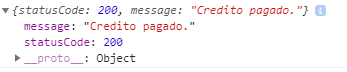 ▼ {statusCode: 200, message: "Credito pagado."} i
message: "Credito pagado."
statusCode: 200
▶ __proto__: Object